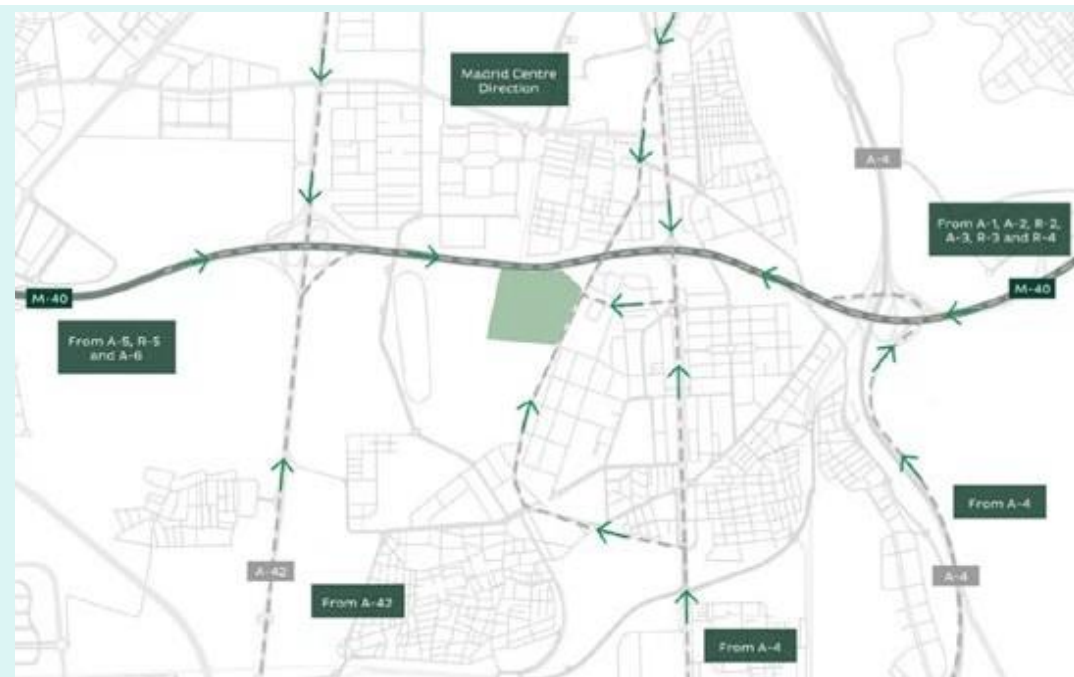 Madrid Centre
Direction
A-4
From A-1, A-2, R-2,
A-3, R-3 and R-4
M-40
M-40
From A-5, R-5
and A-6
From A-4
A-42
A-4
From A-42
From A-4